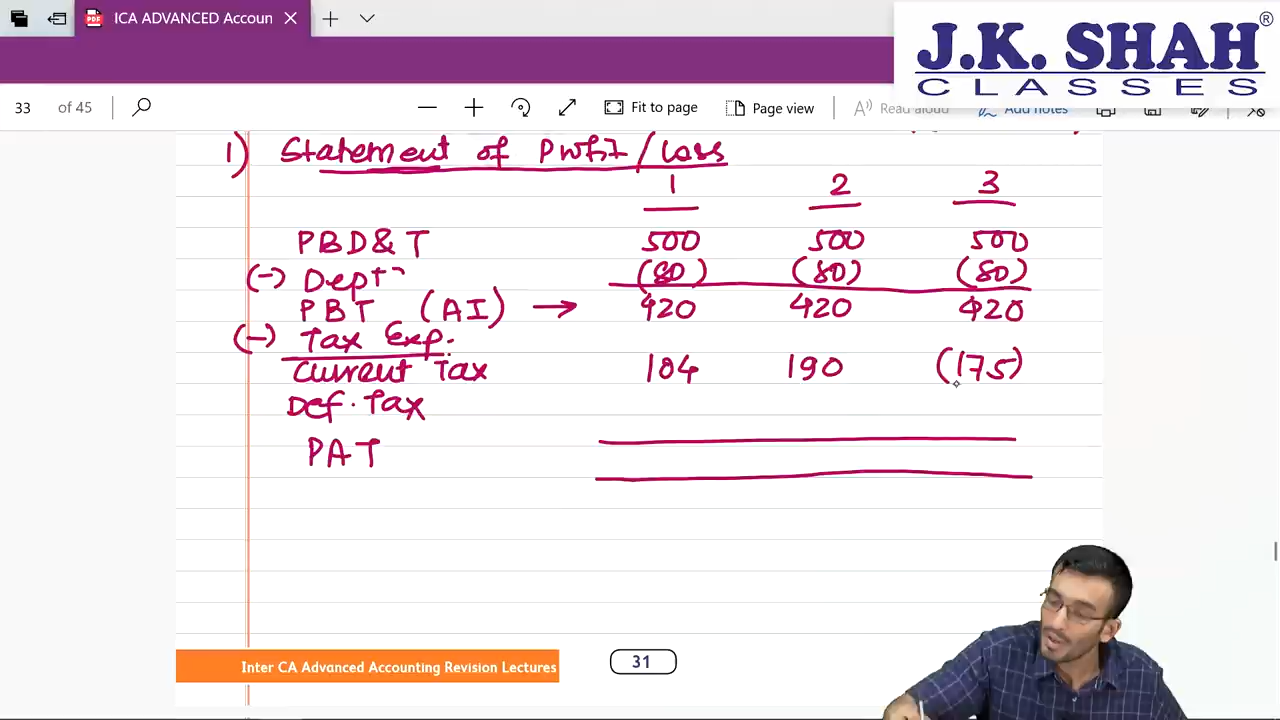 ICA ADVANCED Accoun
J.K. SHAH®
CLASSES
33 of 45
Fit to page
Page view
Read aloud
Add notes
1) Statement of Profit/Loss
1 2 3
PBD&T 500 500 500
(-) Deptⁿ (80) (80) (80)
PBT (AI) → 420 420 420
(-) Tax Exp.
Current Tax 104 190 (175)
Def. Tax
PAT
Inter CA Advanced Accounting Revision Lectures
31